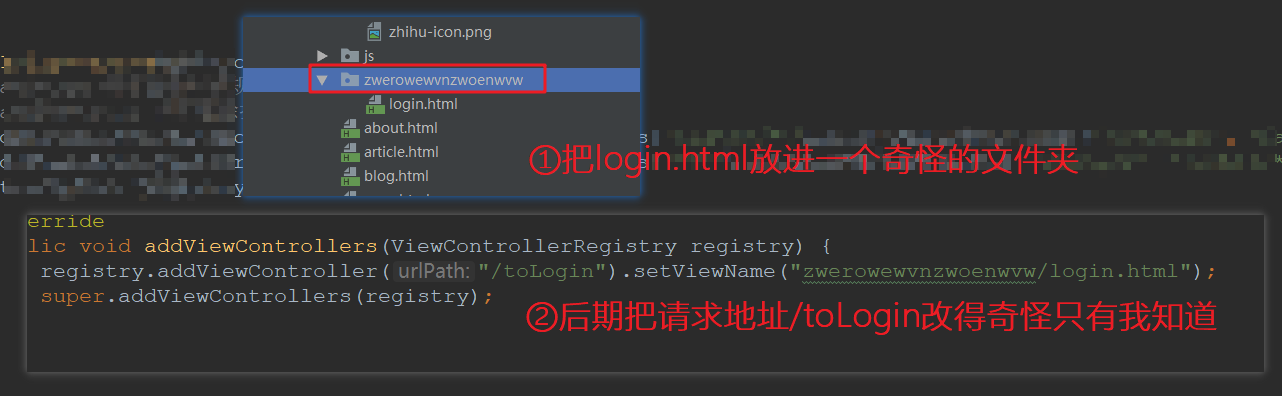 zhihu-icon.png
js
zwerowewvnzwoenwvw
login.html
about.html
article.html
blog.html
①把login.html放进一个奇怪的文件夹
erride
lic void addViewControllers(ViewControllerRegistry registry) {
registry.addViewController( urlPath: "/toLogin").setViewName("zwerowewvnzwoenwvw/login.html");
super.addViewControllers(registry);
②后期把请求地址/toLogin改得奇怪只有我知道